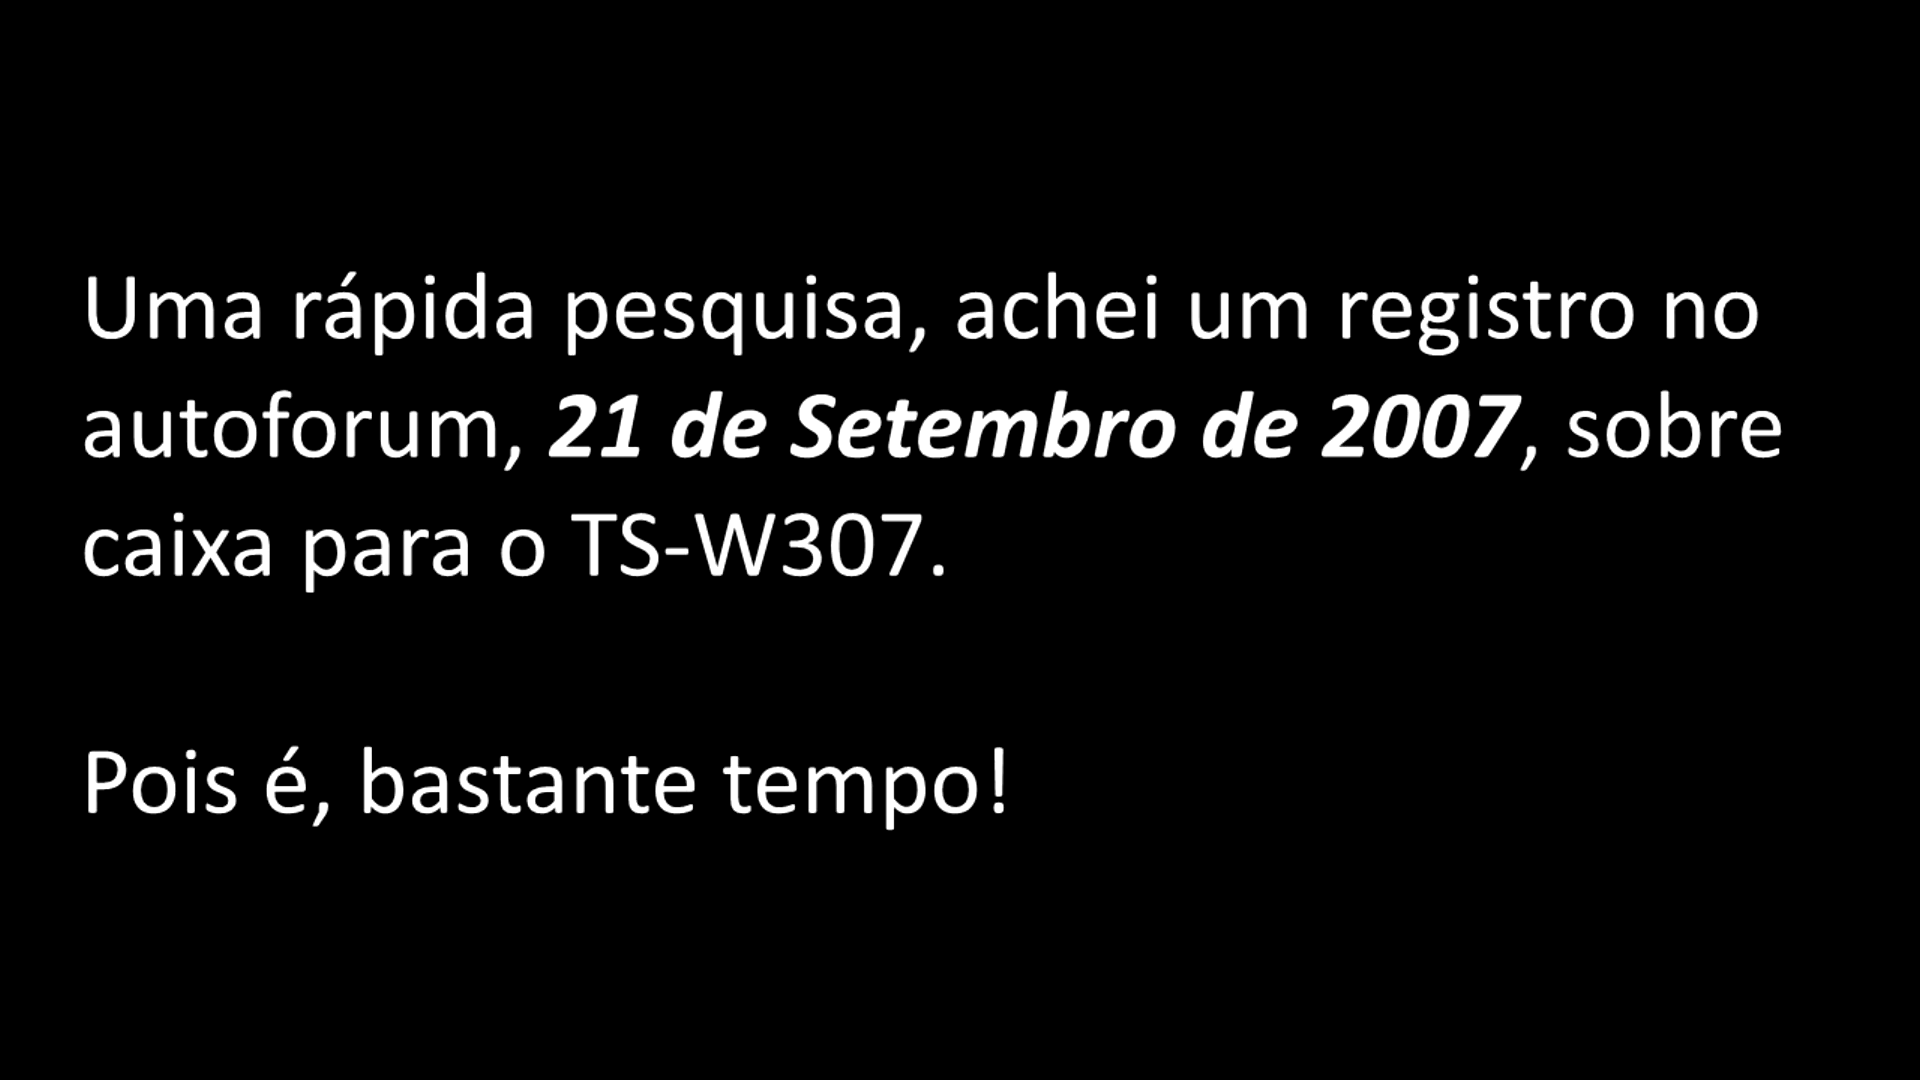 Uma rápida pesquisa, achei um registro no
autoforum, 21 de Setembro de 2007, sobre
caixa para o TS-W307.
Pois é, bastante tempo!